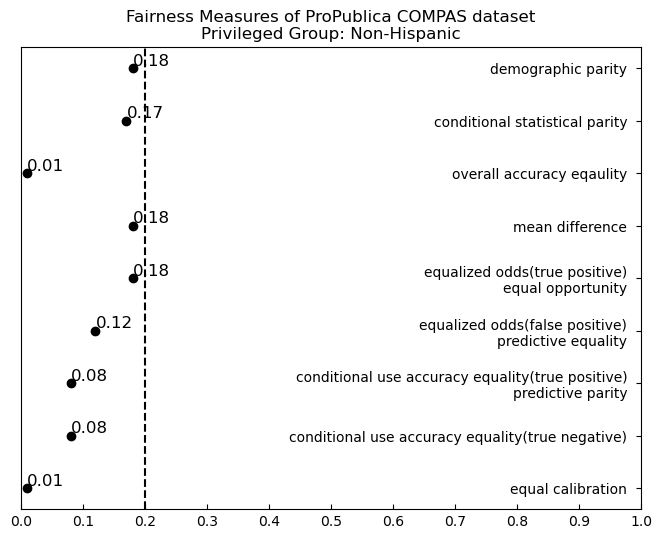 Fairness Measures of ProPublica COMPAS dataset
Privileged Group: Non-Hispanic
0.18
demographic parity
0.17
conditional statistical parity
0.01
overall accuracy eqaulity
0.18
mean difference
0.18
equalized odds(true positive)
equal opportunity
0.12
equalized odds(false positive)
predictive equality
0.08
conditional use accuracy equality(true positive)
predictive parity
0.08
conditional use accuracy equality(true negative)
0.01
equal calibration
0.0 0.1 0.2 0.3 0.4 0.5 0.6 0.7 0.8 0.9 1.0